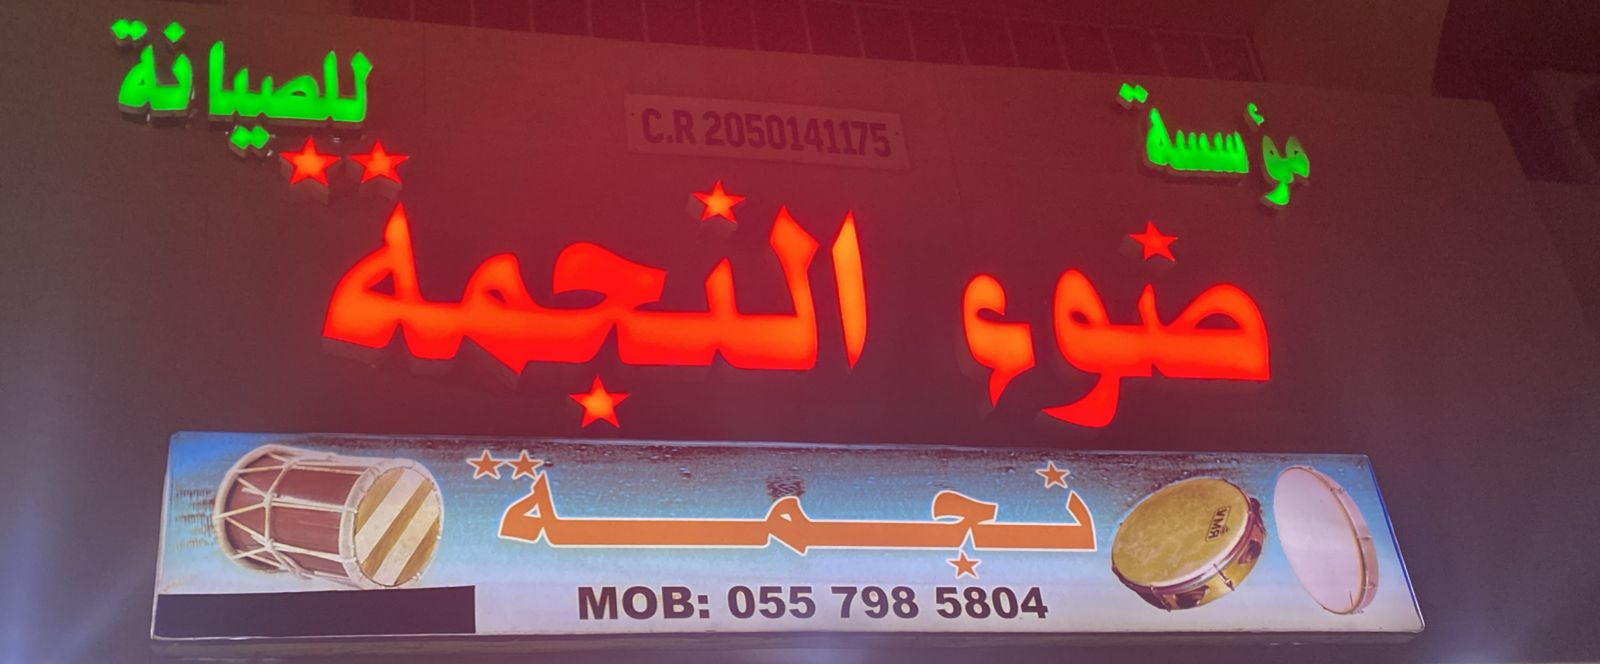 مؤسسة
للصيانة
C.R 2050141175
ضوء النجمة
نجمة
MOB: 055 798 5804